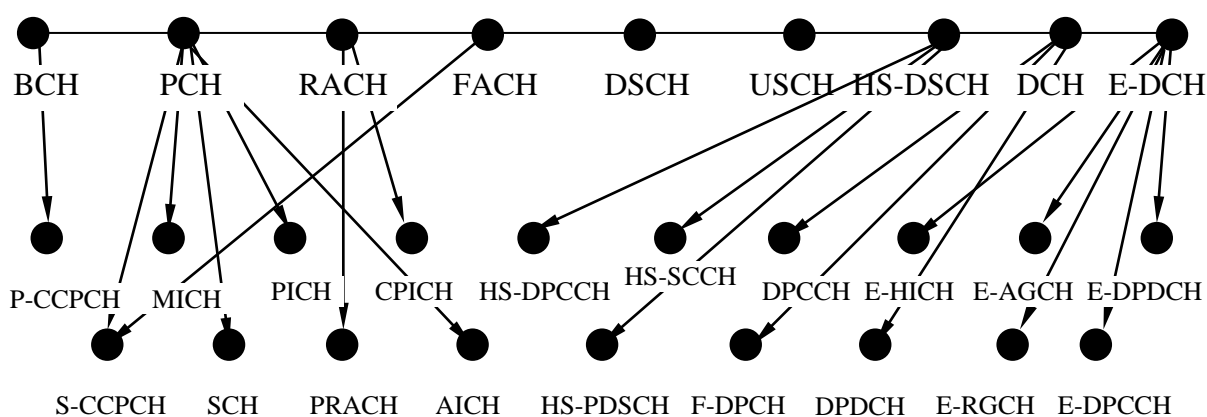 BCH PCH RACH FACH DSCH USCH HS-DSCH DCH E-DCH
P-CCPCH MICH PICH CPICH HS-DPCCH HS-SCCH DPCCH E-HICH E-AGCH E-DPDCH
S-CCPCH SCH PRACH AICH HS-PDSCH F-DPCH DPDCH E-RGCH E-DPCCH